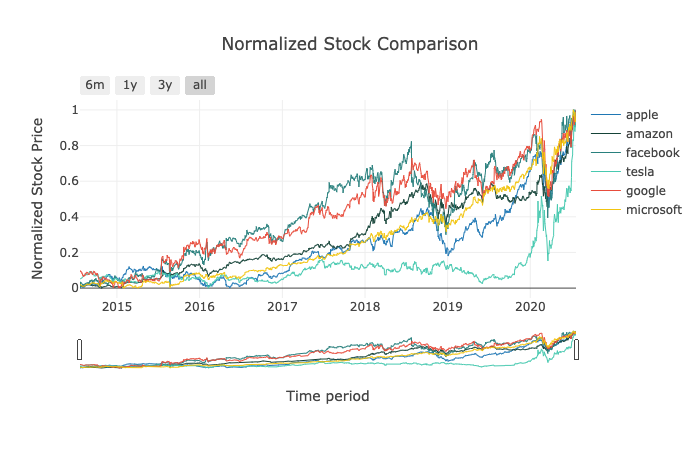 Normalized Stock Comparison
6m 1y 3y all
Normalized Stock Price
1
0.8
0.6
0.4
0.2
0
2015 2016 2017 2018 2019 2020
apple
amazon
facebook
tesla
google
microsoft
Time period